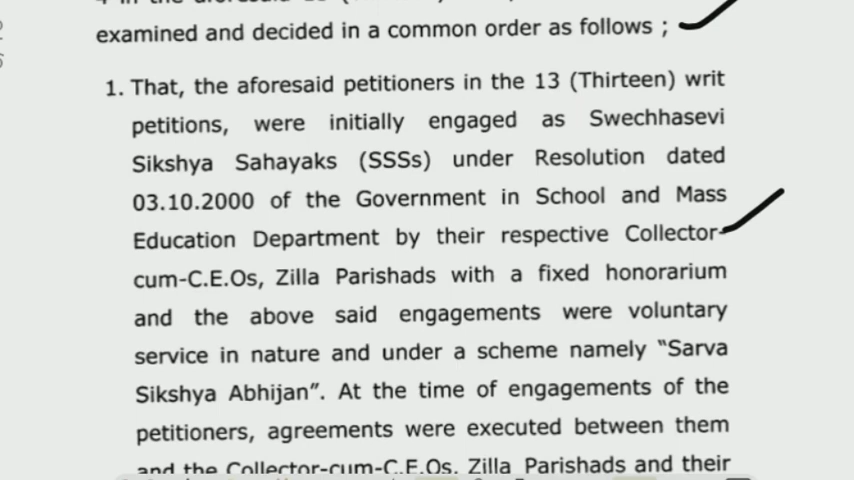 examined and decided in a common order as follows ;
1. That, the aforesaid petitioners in the 13 (Thirteen) writ
petitions, were initially engaged as Swechhasevi
Sikshya Sahayaks (SSSs) under Resolution dated
03.10.2000 of the Government in School and Mass
Education Department by their respective Collector-
cum-C.E.Os, Zilla Parishads with a fixed honorarium
and the above said engagements were voluntary
service in nature and under a scheme namely “Sarva
Sikshya Abhijan”. At the time of engagements of the
petitioners, agreements were executed between them
and the Collector-cum-C.E.Os. Zilla Parishads and their